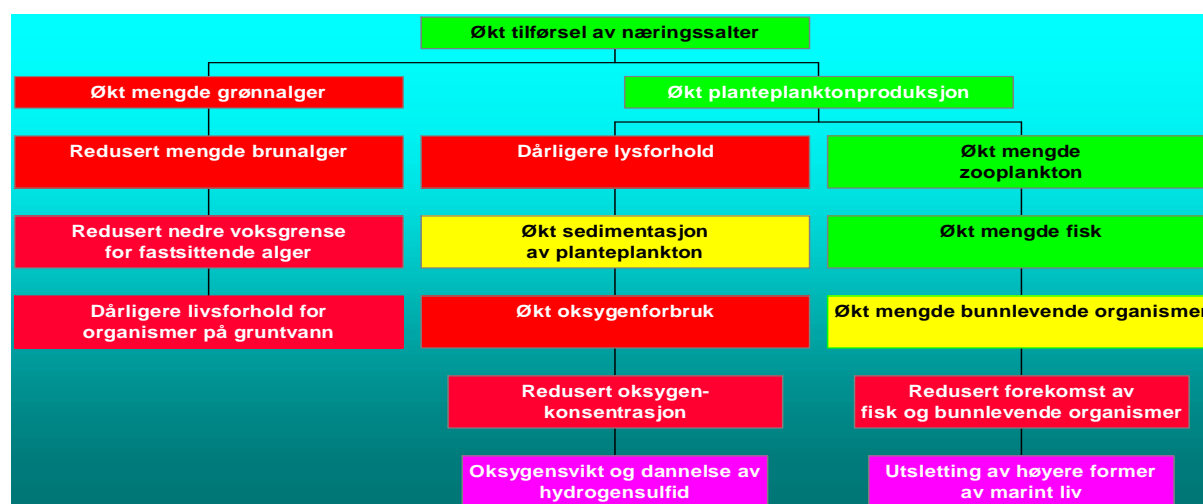 Økt tilførsel av næringssalter
Økt mengde grønnalger
Økt planteplanktonproduksjon
Redusert mengde brunalger
Dårligere lysforhold
Økt mengde
zooplankton
Redusert nedre voksgrense
for fastsittende alger
Økt sedimentasjon
av planteplankton
Økt mengde fisk
Dårligere livsforhold for
organismer på gruntvann
Økt oksygenforbruk
Økt mengde bunnlevende organismer
Redusert oksygen-
konsentrasjon
Redusert forekomst av
fisk og bunnlevende organismer
Oksygensvikt og dannelse av
hydrogensulfid
Utsletting av høyere former
av marint liv